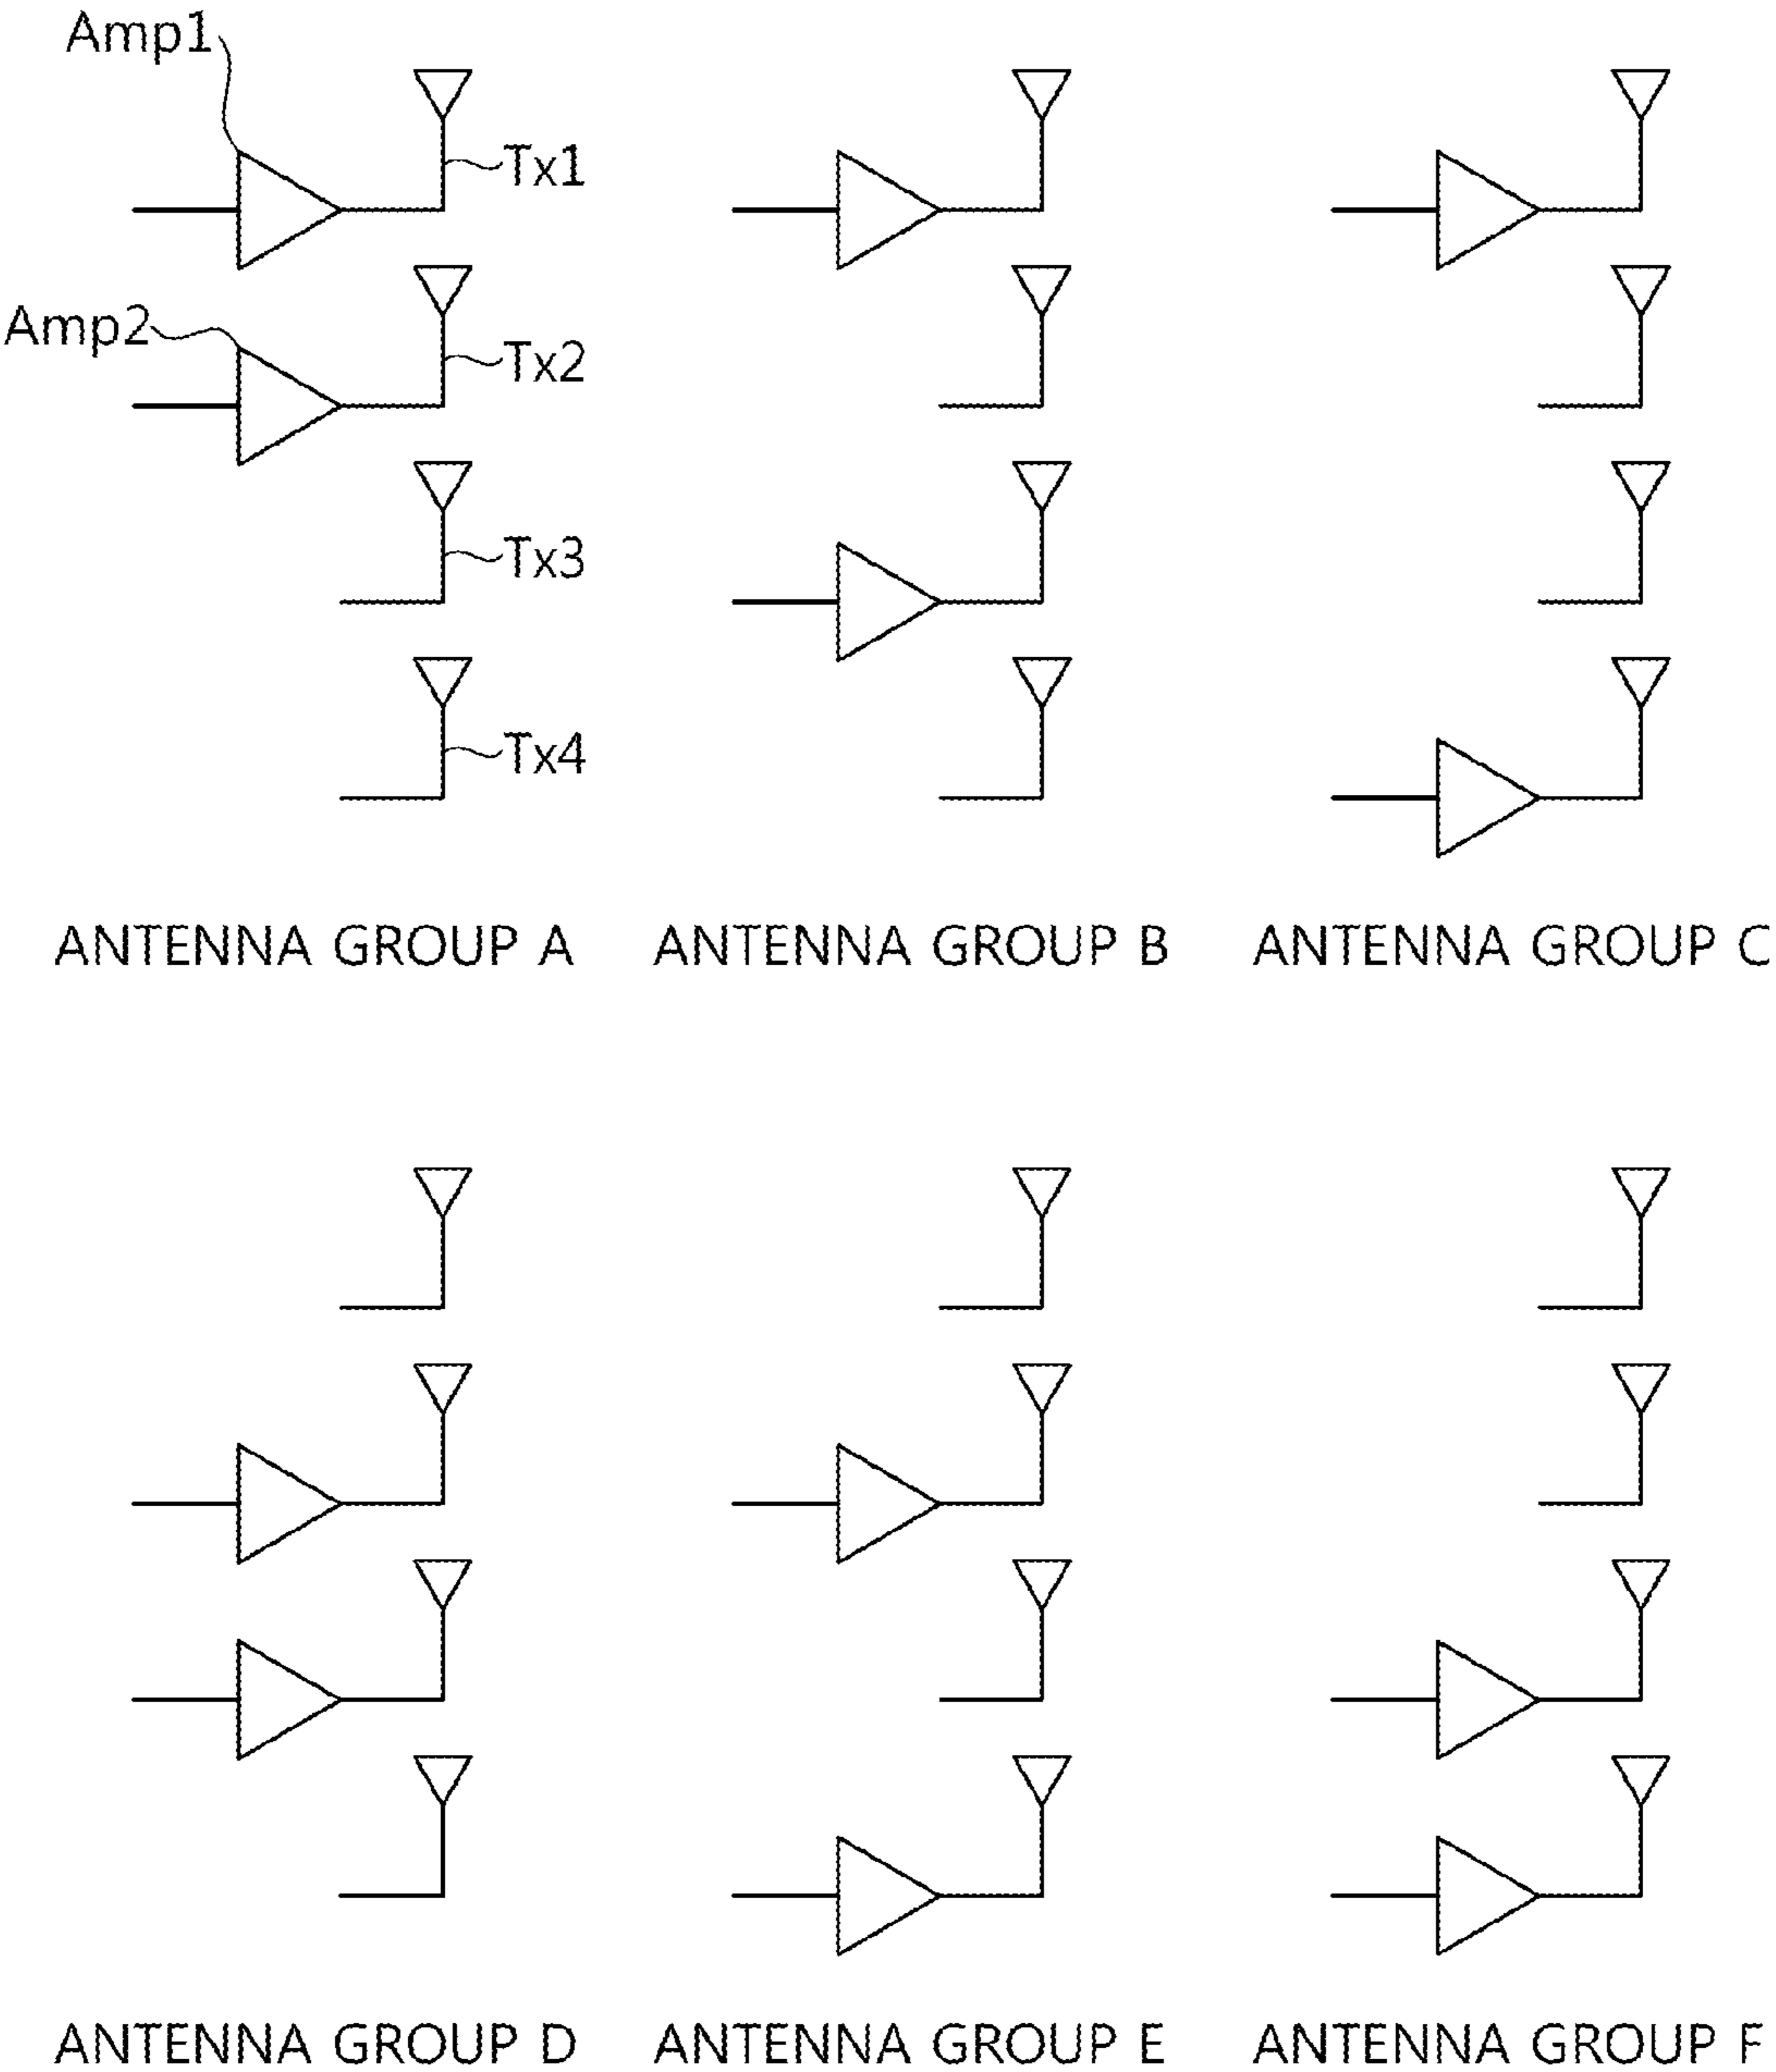 Amp1
Tx1
Amp2
Tx2
Tx3
Tx4
ANTENNA GROUP A
ANTENNA GROUP B
ANTENNA GROUP C
ANTENNA GROUP D
ANTENNA GROUP E
ANTENNA GROUP F